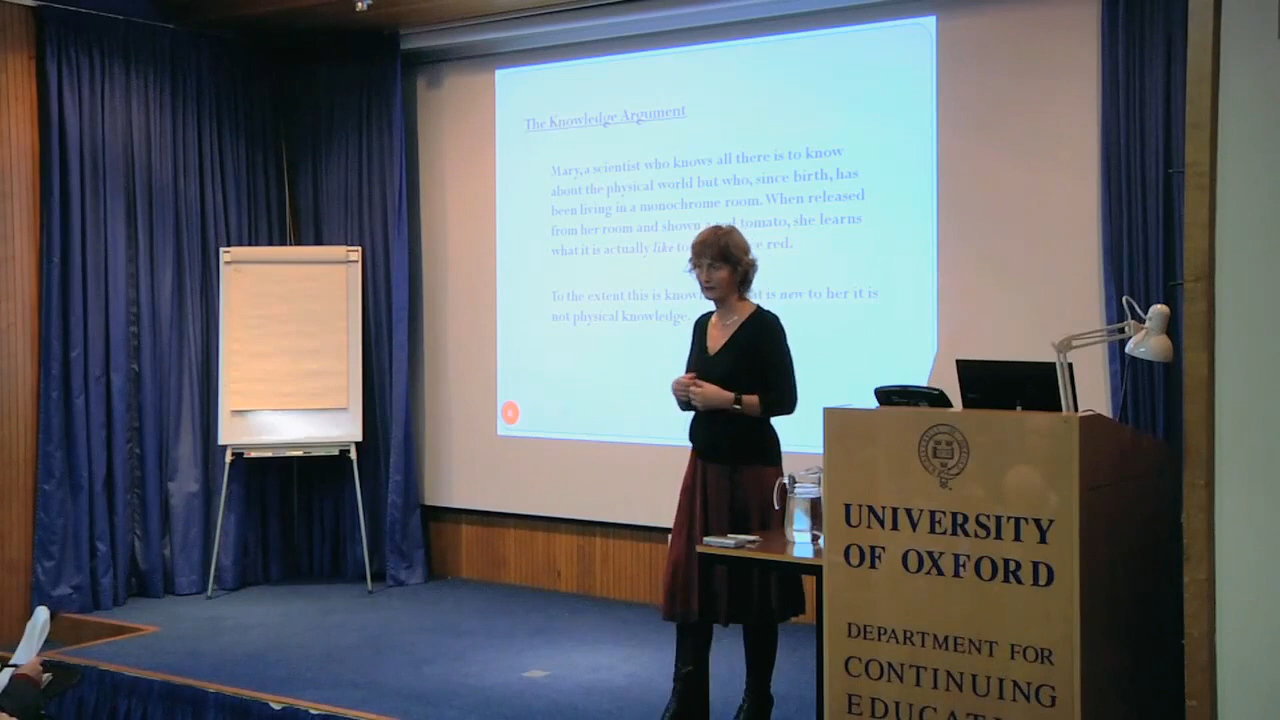 The Knowledge Argument
Mary, a scientist who knows all there is to know
about the physical world but who, since birth, has
been living in a monochrome room. When released
from her room and shown tomato, she learns
what it is actually like to red.
To the extent this is is new to her it is
not physical knowledge.
UNIVERSITY
OF OXFORD
DEPARTMENT FOR
CONTINUING